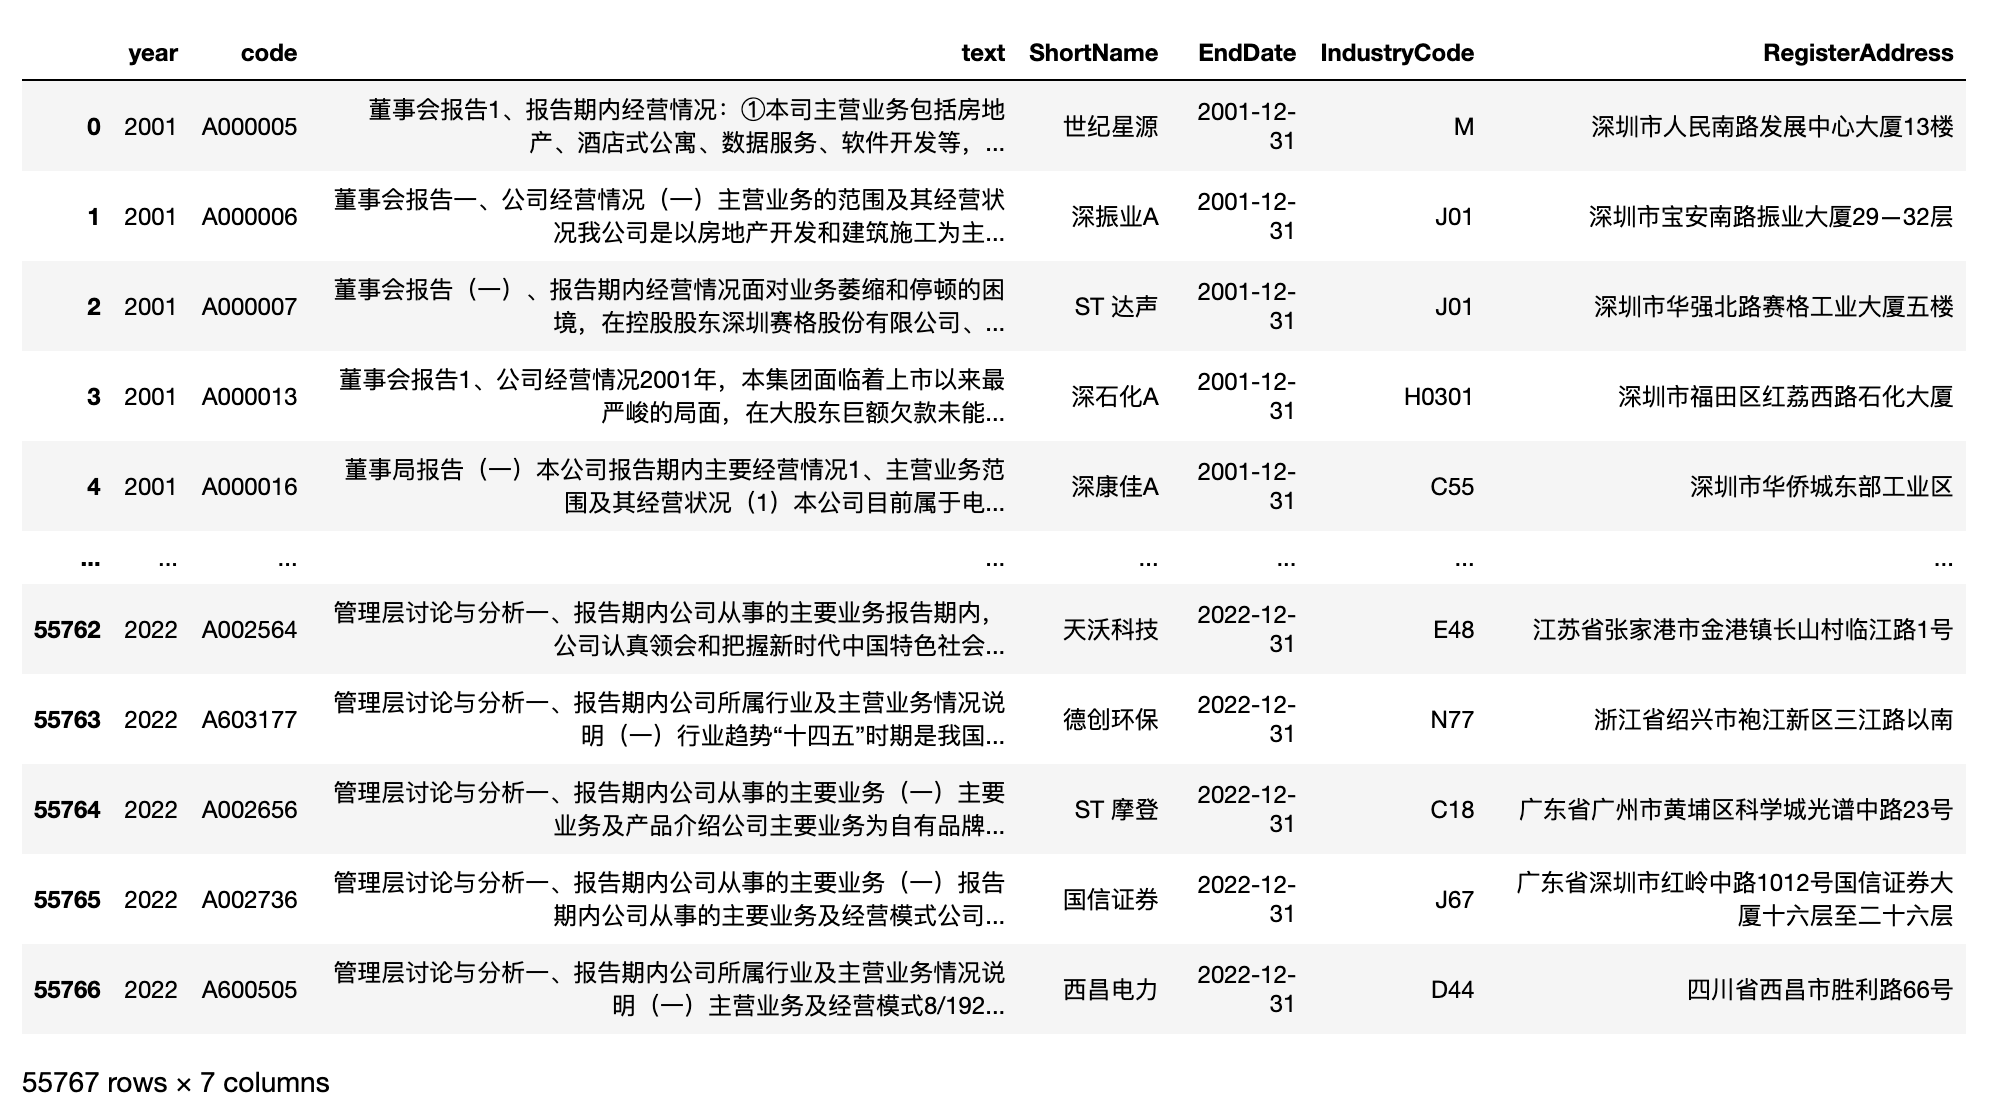 year code text ShortName EndDate IndustryCode RegisterAddress
0 2001 A000005 董事会报告1、报告期内经营情况：①本司主营业务包括房地 世纪星源 2001-12- M 深圳市人民南路发展中心大厦13楼
产、酒店式公寓、数据服务、软件开发等，... 31
1 2001 A000006 董事会报告一、公司经营情况（一）主营业务的范围及其经营状 深振业A 2001-12- J01 深圳市宝安南路振业大厦29—32层
况我公司是以房地产开发和建筑施工为主... 31
2 2001 A000007 董事会报告（一）、报告期内经营情况面对业务萎缩和停顿的困 ST 达声 2001-12- J01 深圳市华强北路赛格工业大厦五楼
境，在控股股东深圳赛格股份有限公司、... 31
3 2001 A000013 董事会报告1、公司经营情况2001年，本集团面临着上市以来最 深石化A 2001-12- H0301 深圳市福田区红荔西路石化大厦
严峻的局面，在大股东巨额欠款未能... 31
4 2001 A000016 董事局报告（一）本公司报告期内主要经营情况1、主营业务范 深康佳A 2001-12- C55 深圳市华侨城东部工业区
围及其经营状况（1）本公司目前属于电... 31
... ... ... ... ... ... ... ...
55762 2022 A002564 管理层讨论与分析一、报告期内公司从事的主要业务报告期内， 天沃科技 2022-12- E48 江苏省张家港市金港镇长山村临江路1号
公司认真领会和把握新时代中国特色社会... 31
55763 2022 A603177 管理层讨论与分析一、报告期内公司所属行业及主营业务情况说 德创环保 2022-12- N77 浙江省绍兴市袍江新区三江路以南
明（一）行业趋势“十四五”时期是我国... 31
55764 2022 A002656 管理层讨论与分析一、报告期内公司从事的主要业务（一）主要 ST 摩登 2022-12- C18 广东省广州市黄埔区科学城光谱中路23号
业务及产品介绍公司主要业务为自有品牌... 31
55765 2022 A002736 管理层讨论与分析一、报告期内公司从事的主要业务（一）报告 国信证券 2022-12- J67 广东省深圳市红岭中路1012号国信证券大
期内公司从事的主要业务及经营模式公司... 31 厦十六层至二十六层
55766 2022 A600505 管理层讨论与分析一、报告期内公司所属行业及主营业务情况说 西昌电力 2022-12- D44 四川省西昌市胜利路66号
明（一）主营业务及经营模式8/192... 31
55767 rows × 7 columns